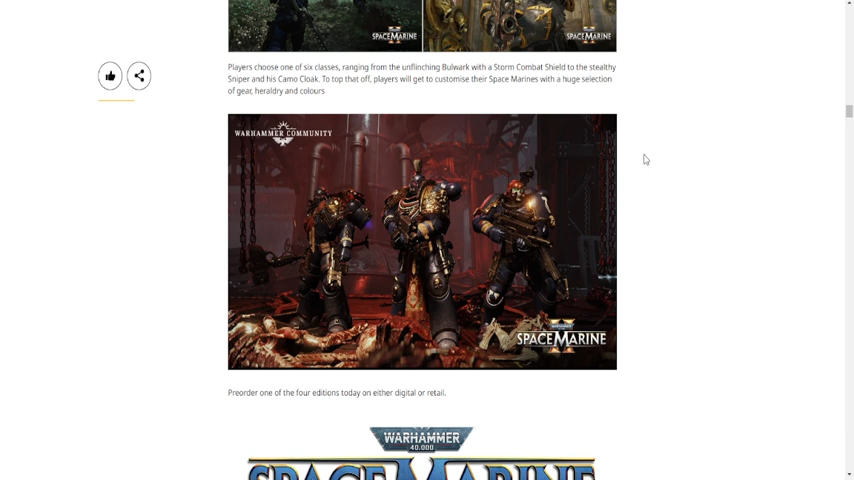 SPACE MARINE
SPACE MARINE
Players choose one of six classes, ranging from the unflinching Bulwark with a Storm Combat Shield to the stealthy
Sniper and his Camo Cloak. To top that off, players will get to customise their Space Marines with a huge selection
of gear, heraldry and colours
WARHAMMER COMMUNITY
SPACE MARINE
Preorder one of the four editions today on either digital or retail.
WARHAMMER
40,000
SPACE MARINE